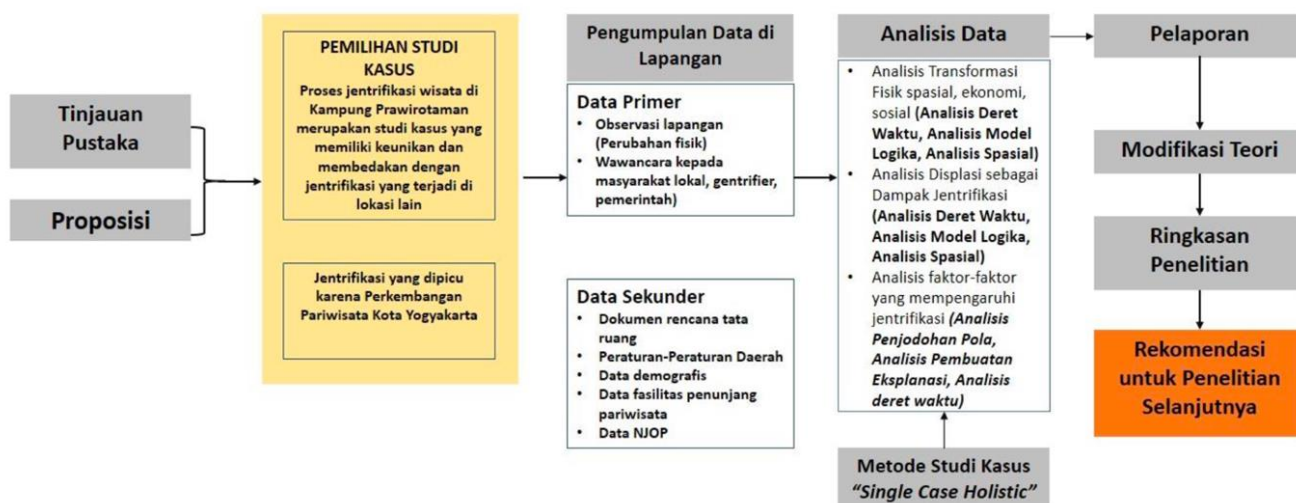 Tinjauan
Pustaka
Proposisi
PEMILIHAN STUDI
KASUS
Proses jentrifikasi wisata di
Kampung Prawirotaman
merupakan studi kasus yang
memiliki keunikan dan
membedakan dengan
jentrifikasi yang terjadi di
lokasi lain
Jentrifikasi yang dipicu
karena Perkembangan
Pariwisata Kota Yogyakarta
Pengumpulan Data di
Lapangan
Data Primer
• Observasi lapangan
(Perubahan fisik)
• Wawancara kepada
masyarakat lokal, gentrifier,
pemerintah)
Data Sekunder
• Dokumen rencana tata
ruang
• Peraturan-Peraturan Daerah
• Data demografis
• Data fasilitas penunjang
pariwisata
• Data NJOP
Analisis Data
• Analisis Transformasi
Fisik spasial, ekonomi,
sosial (Analisis Deret
Waktu, Analisis Model
Logika, Analisis Spasial)
• Analisis Displasi sebagai
Dampak Jentrifikasi
(Analisis Deret Waktu,
Analisis Model Logika,
Analisis Spasial)
• Analisis faktor-faktor
yang mempengaruhi
jentrifikasi (Analisis
Penjodohan Pola,
Analisis Pembuatan
Eksplanasi, Analisis
deret waktu)
Metode Studi Kasus
“Single Case Holistic”
Pelaporan
Modifikasi Teori
Ringkasan
Penelitian
Rekomendasi
untuk Penelitian
Selanjutnya